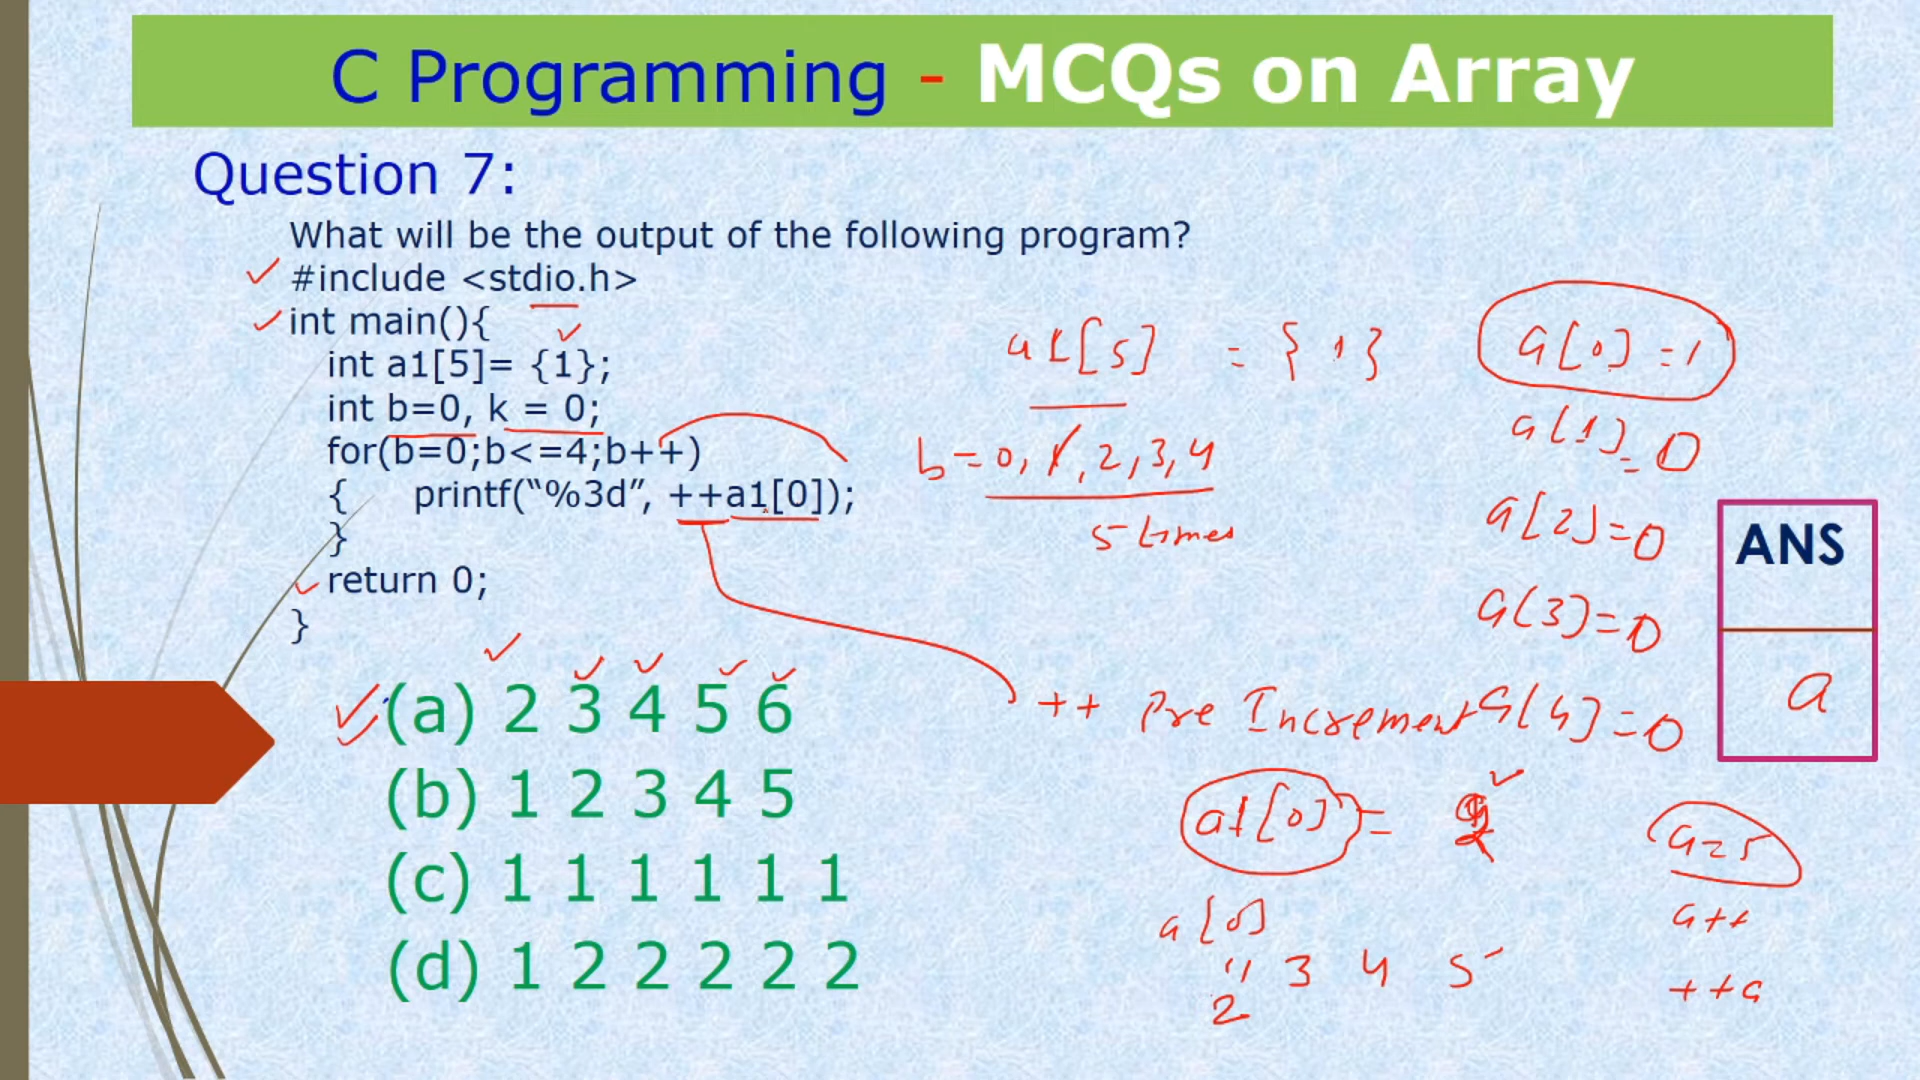 C Programming - MCQs on Array
Question 7:
What will be the output of the following program?
#include <stdio.h>
int main(){
int a1[5]= {1};
int b=0, k = 0;
for(b=0;b<=4;b++)
{ printf(“%3d”, ++a1[0]);
}
return 0;
}
(a) 2 3 4 5 6
(b) 1 2 3 4 5
(c) 1 1 1 1 1 1
(d) 1 2 2 2 2 2
a1[5] = {1}
b=0,1,2,3,4
5 times
a[0]=1
a[1]=0
a[2]=0
a[3]=0
a[4]=0
ANS
a
++ Pre Increment
a1[0]= 2
a[0]
" 3 4 5
2
a=5
a++
++a